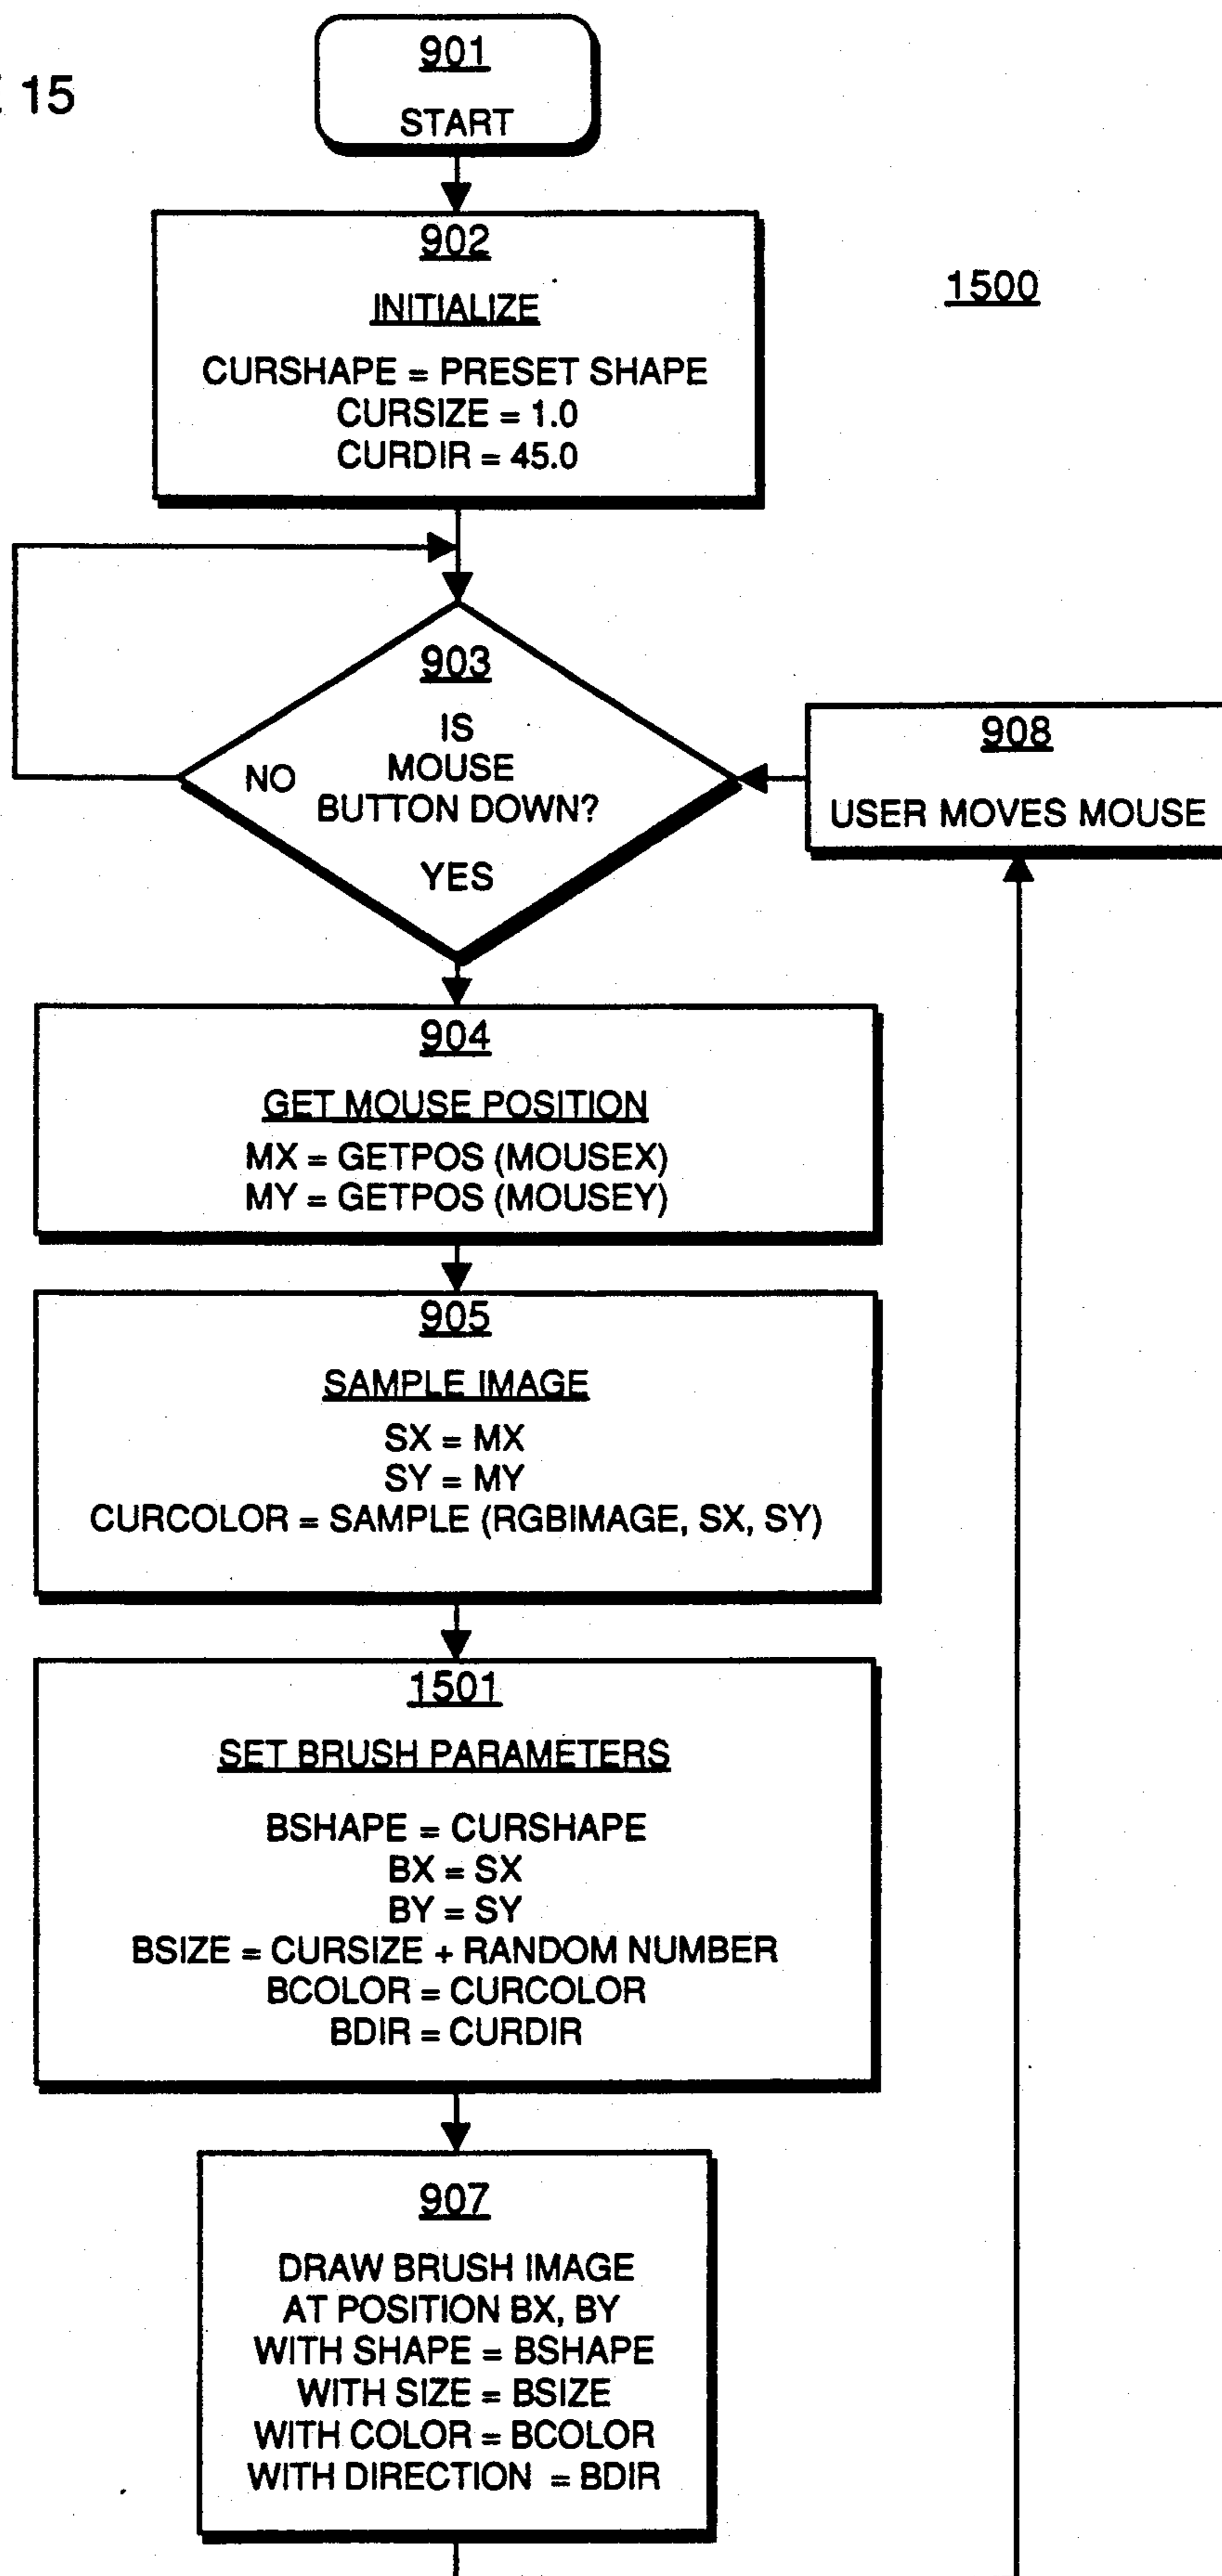 15
901
START
902
INITIALIZE
CURSHAPE = PRESET SHAPE
CURSIZE = 1.0
CURDIR = 45.0
1500
903
IS
MOUSE
BUTTON DOWN?
NO
YES
908
USER MOVES MOUSE
904
GET MOUSE POSITION
MX = GETPOS (MOUSEX)
MY = GETPOS (MOUSEY)
905
SAMPLE IMAGE
SX = MX
SY = MY
CURCOLOR = SAMPLE (RGBIMAGE, SX, SY)
1501
SET BRUSH PARAMETERS
BSHAPE = CURSHAPE
BX = SX
BY = SY
BSIZE = CURSIZE + RANDOM NUMBER
BCOLOR = CURCOLOR
BDIR = CURDIR
907
DRAW BRUSH IMAGE
AT POSITION BX, BY
WITH SHAPE = BSHAPE
WITH SIZE = BSIZE
WITH COLOR = BCOLOR
WITH DIRECTION = BDIR